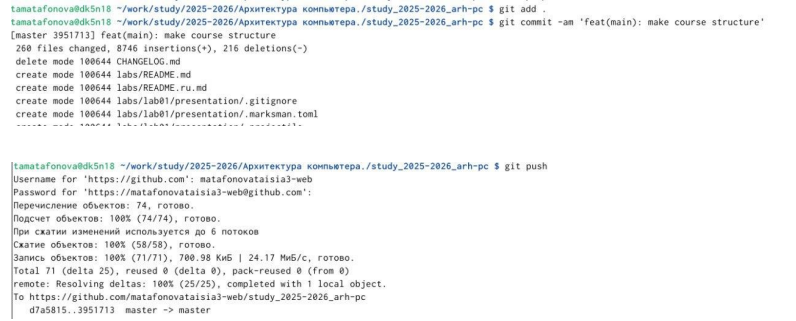 tamatafonova@dk5n18 ~/work/study/2025-2026/Архитектура компьютера./study_2025-2026_arh-pc $ git add .
tamatafonova@dk5n18 ~/work/study/2025-2026/Архитектура компьютера./study_2025-2026_arh-pc $ git commit -am 'feat(main): make course structure'
[master 3951713] feat(main): make course structure
260 files changed, 8746 insertions(+), 216 deletions(-)
delete mode 100644 CHANGELOG.md
create mode 100644 labs/README.md
create mode 100644 labs/README.ru.md
create mode 100644 labs/lab01/presentation/.gitignore
create mode 100644 labs/lab01/presentation/.marksman.toml
tamatafonova@dk5n18 ~/work/study/2025-2026/Архитектура компьютера./study_2025-2026_arh-pc $ git push
Username for 'https://github.com': matafonovataisia3-web
Password for 'https://matafonovataisia3-web@github.com':
Перечисление объектов: 74, готово.
Подсчет объектов: 100% (74/74), готово.
При сжатии изменений используется до 6 потоков
Сжатие объектов: 100% (58/58), готово.
Запись объектов: 100% (71/71), 700.98 КиБ | 24.17 МиБ/с, готово.
Total 71 (delta 25), reused 0 (delta 0), pack-reused 0 (from 0)
remote: Resolving deltas: 100% (25/25), completed with 1 local object.
To https://github.com/matafonovataisia3-web/study_2025-2026_arh-pc
d7a5815..3951713 master -> master